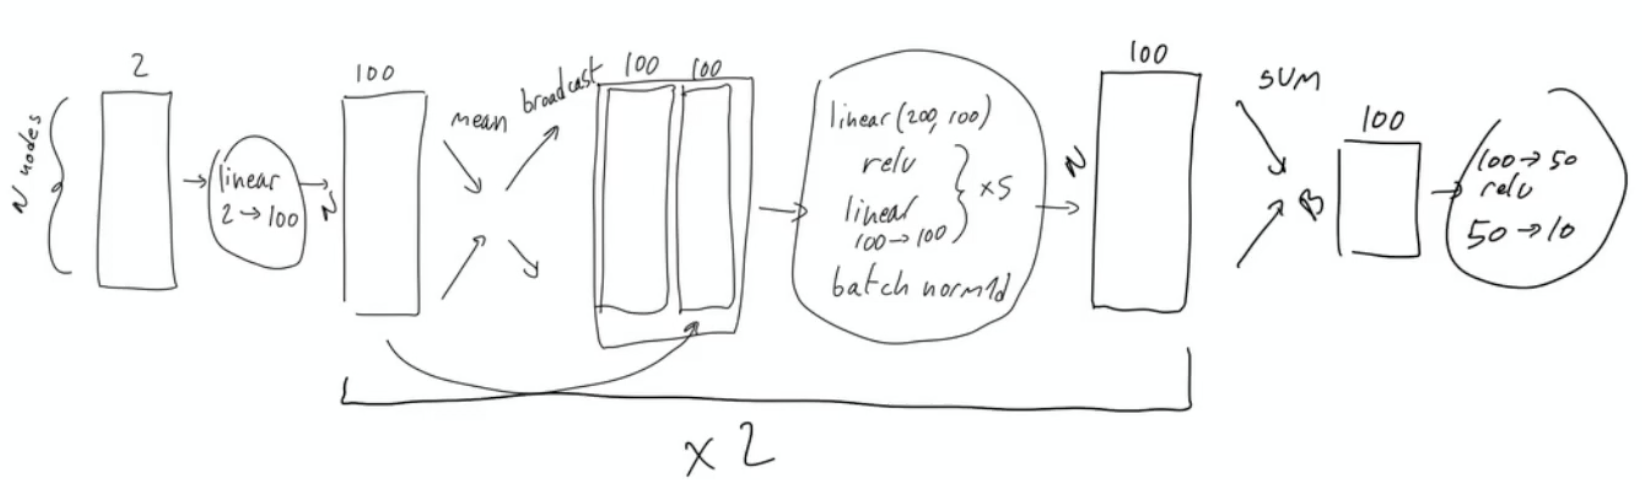 N nodes
2
linear
2→100
100
N
mean
broadcast
100
100
linear (200, 100)
relu
linear
100→100
×5
batch norm1d
N
100
SUM
B
100
100→50
relu
50→10
×2